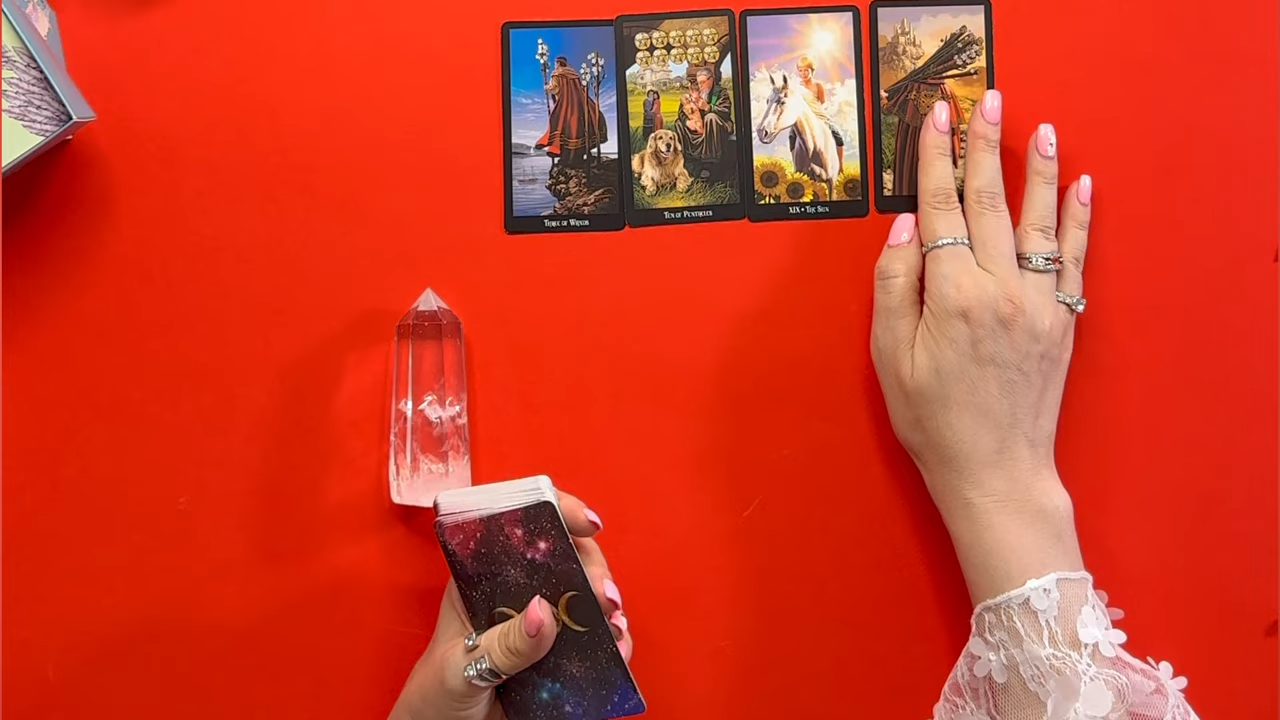 THREE OF WANDS
TEN OF PENTACLES
XIX • THE SUN